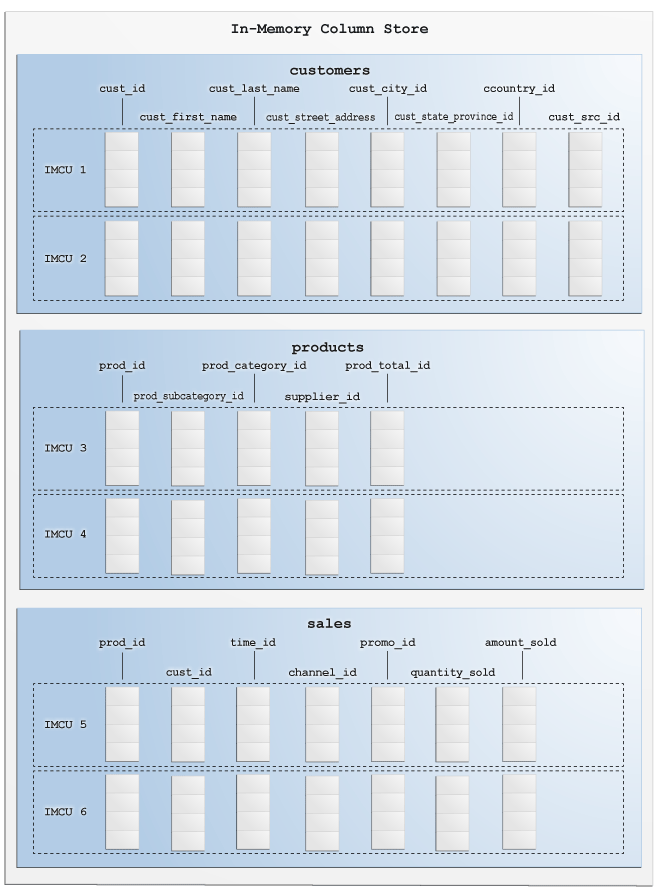 In-Memory Column Store
customers
cust_id cust_last_name cust_city_id ccountry_id
cust_first_name cust_street_address cust_state_province_id cust_src_id
IMCU 1
IMCU 2
products
prod_id prod_category_id prod_total_id
prod_subcategory_id supplier_id
IMCU 3
IMCU 4
sales
prod_id time_id promo_id amount_sold
cust_id channel_id quantity_sold
IMCU 5
IMCU 6